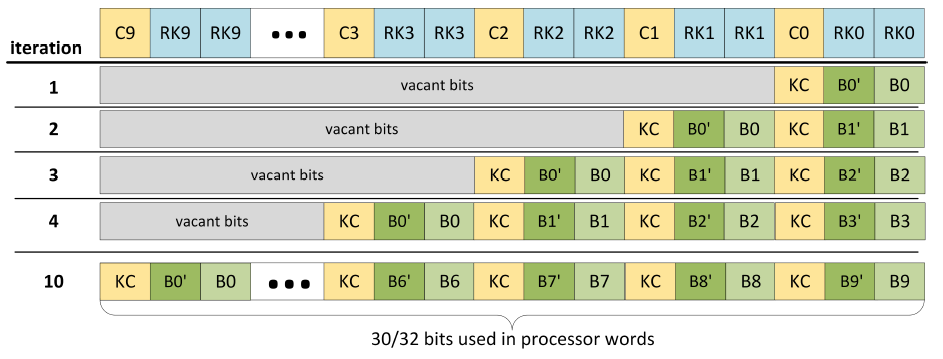 C9 RK9 RK9 ••• C3 RK3 RK3 C2 RK2 RK2 C1 RK1 RK1 C0 RK0 RK0
iteration
1 vacant bits KC B0' B0
2 vacant bits KC B0' B0 KC B1' B1
3 vacant bits KC B0' B0 KC B1' B1 KC B2' B2
4 vacant bits KC B0' B0 KC B1' B1 KC B2' B2 KC B3' B3
10 KC B0' B0 ••• KC B6' B6 KC B7' B7 KC B8' B8 KC B9' B9
30/32 bits used in processor words